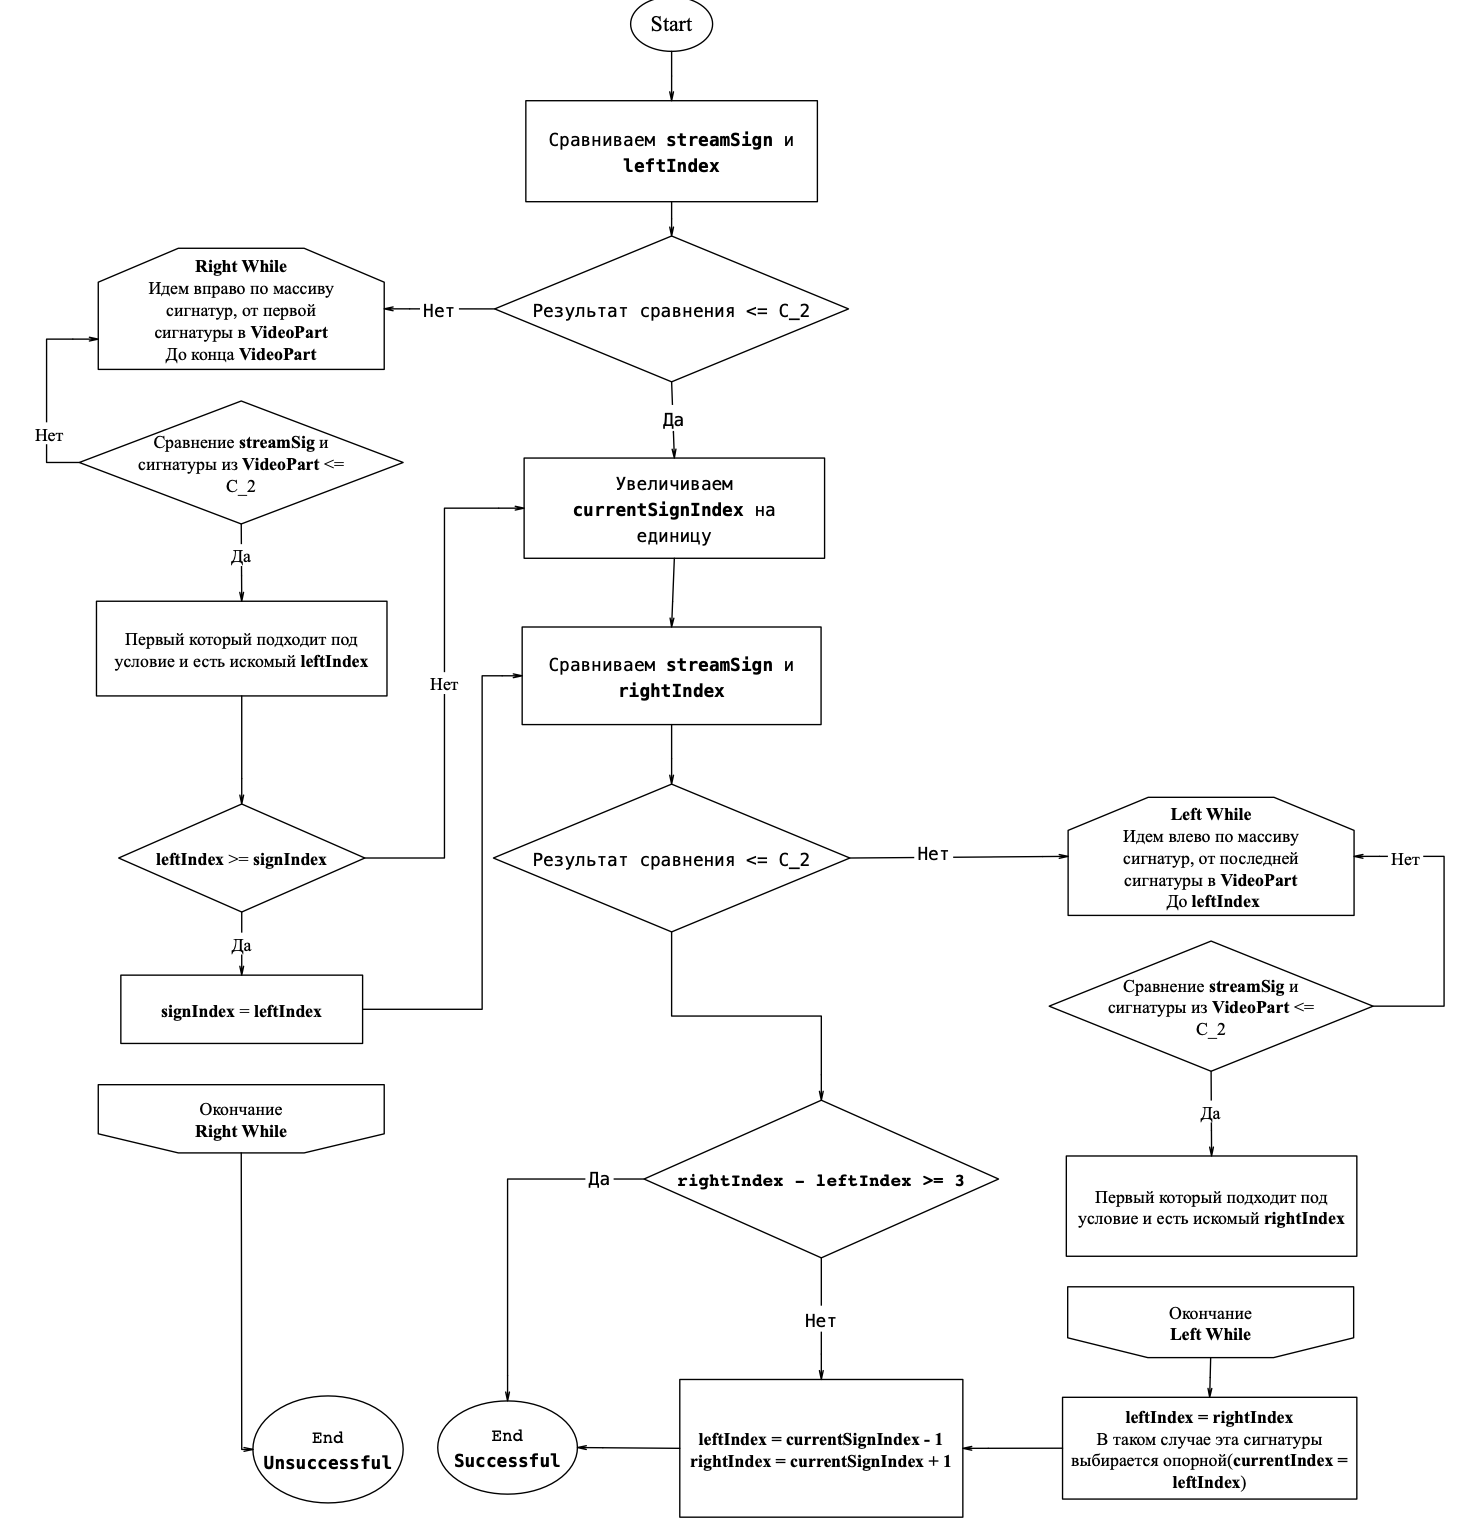 Start
Сравниваем streamSign и
leftIndex
Результат сравнения <= C_2
Нет
Right While
Идем вправо по массиву
сигнатур, от первой
сигнатуры в VideoPart
До конца VideoPart
Да
Нет
Сравнение streamSig и
сигнатуры из VideoPart <=
C_2
Да
Первый который подходит под
условие и есть искомый leftIndex
Увеличиваем
currentSignIndex на
единицу
Нет
Сравниваем streamSign и
rightIndex
leftIndex >= signIndex
Да
signIndex = leftIndex
Результат сравнения <= C_2
Нет
Left While
Идем влево по массиву
сигнатур, от последней
сигнатуры в VideoPart
До leftIndex
Нет
Сравнение streamSig и
сигнатуры из VideoPart <=
C_2
Да
Первый который подходит под
условие и есть искомый rightIndex
Окончание
Right While
Да
rightIndex - leftIndex >= 3
Нет
Окончание
Left While
leftIndex = rightIndex
В таком случае эта сигнатуры
выбирается опорной(currentIndex =
leftIndex)
leftIndex = currentSignIndex - 1
rightIndex = currentSignIndex + 1
End
Successful
End
Unsuccessful